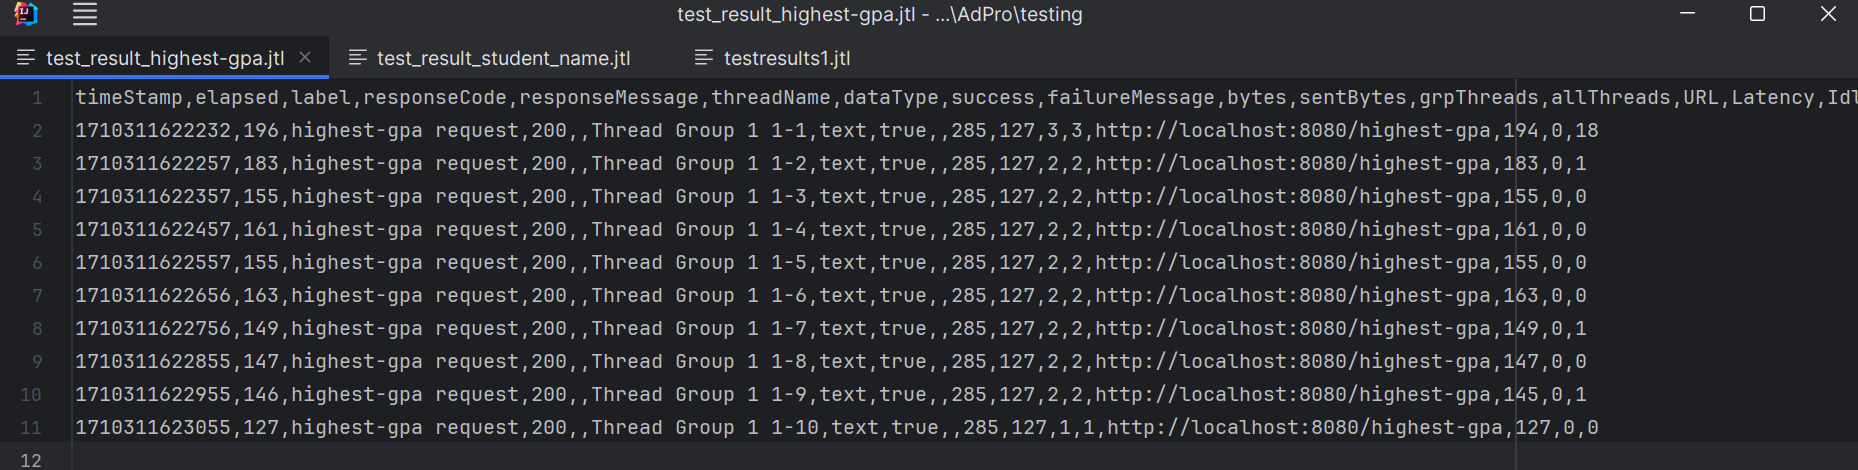 IJ
test_result_highest-gpa.jtl - ...\AdPro\testing
test_result_highest-gpa.jtl test_result_student_name.jtl testresults1.jtl
1 timeStamp,elapsed,label,responseCode,responseMessage,threadName,dataType,success,failureMessage,bytes,sentBytes,grpThreads,allThreads,URL,Latency,Idl
2 1710311622232,196,highest-gpa request,200,,Thread Group 1 1-1,text,true,,285,127,3,3,http://localhost:8080/highest-gpa,194,0,18
3 1710311622257,183,highest-gpa request,200,,Thread Group 1 1-2,text,true,,285,127,2,2,http://localhost:8080/highest-gpa,183,0,1
4 1710311622357,155,highest-gpa request,200,,Thread Group 1 1-3,text,true,,285,127,2,2,http://localhost:8080/highest-gpa,155,0,0
5 1710311622457,161,highest-gpa request,200,,Thread Group 1 1-4,text,true,,285,127,2,2,http://localhost:8080/highest-gpa,161,0,0
6 1710311622557,155,highest-gpa request,200,,Thread Group 1 1-5,text,true,,285,127,2,2,http://localhost:8080/highest-gpa,155,0,0
7 1710311622656,163,highest-gpa request,200,,Thread Group 1 1-6,text,true,,285,127,2,2,http://localhost:8080/highest-gpa,163,0,0
8 1710311622756,149,highest-gpa request,200,,Thread Group 1 1-7,text,true,,285,127,2,2,http://localhost:8080/highest-gpa,149,0,1
9 1710311622855,147,highest-gpa request,200,,Thread Group 1 1-8,text,true,,285,127,2,2,http://localhost:8080/highest-gpa,147,0,0
10 1710311622955,146,highest-gpa request,200,,Thread Group 1 1-9,text,true,,285,127,2,2,http://localhost:8080/highest-gpa,145,0,1
11 1710311623055,127,highest-gpa request,200,,Thread Group 1 1-10,text,true,,285,127,1,1,http://localhost:8080/highest-gpa,127,0,0
12